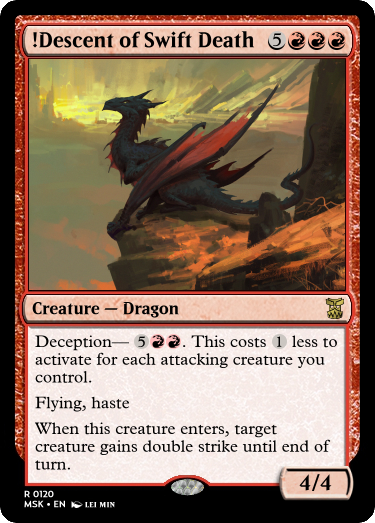 !Descent of Swift Death 5
Creature — Dragon
Deception— 5. This costs 1 less to
activate for each attacking creature you
control.
Flying, haste
When this creature enters, target
creature gains double strike until end of
turn.
4/4
R 0120
MSK • EN LEI MIN